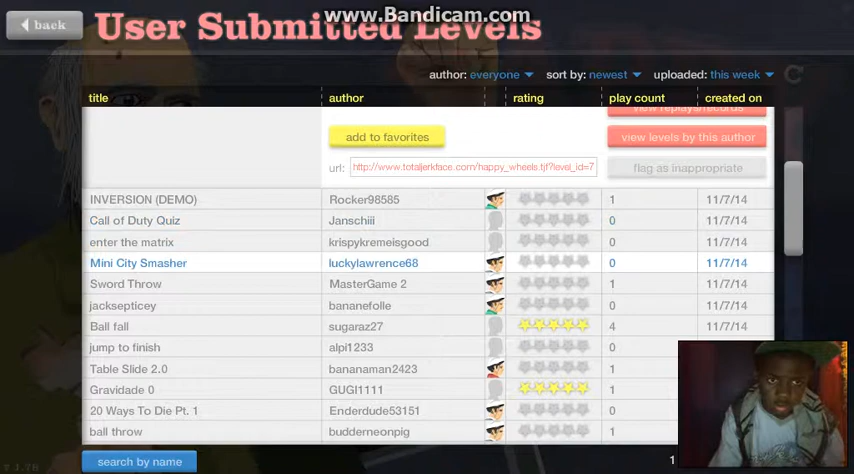 www.Bandicam.com
back
User Submitted Levels
author: everyone sort by: newest uploaded: this week
title author rating play count created on
view replays/records
add to favorites view levels by this author
url: http://www.totaljerkface.com/happy_wheels.tjf?level_id=7 flag as inappropriate
INVERSION (DEMO) Rocker98585 1 11/7/14
Call of Duty Quiz Janschiii 0 11/7/14
enter the matrix krispykremeisgood 0 11/7/14
Mini City Smasher luckylawrence68 0 11/7/14
Sword Throw MasterGame 2 1 11/7/14
jacksepticey bananefolle 0 11/7/14
Ball fall sugaraz27 4 11/7/14
jump to finish alpi1233 0
Table Slide 2.0 bananaman2423 1
Gravidade 0 GUGI1111 1
20 Ways To Die Pt. 1 Enderdude53151 0
ball throw budderneonpig 1
search by name 1